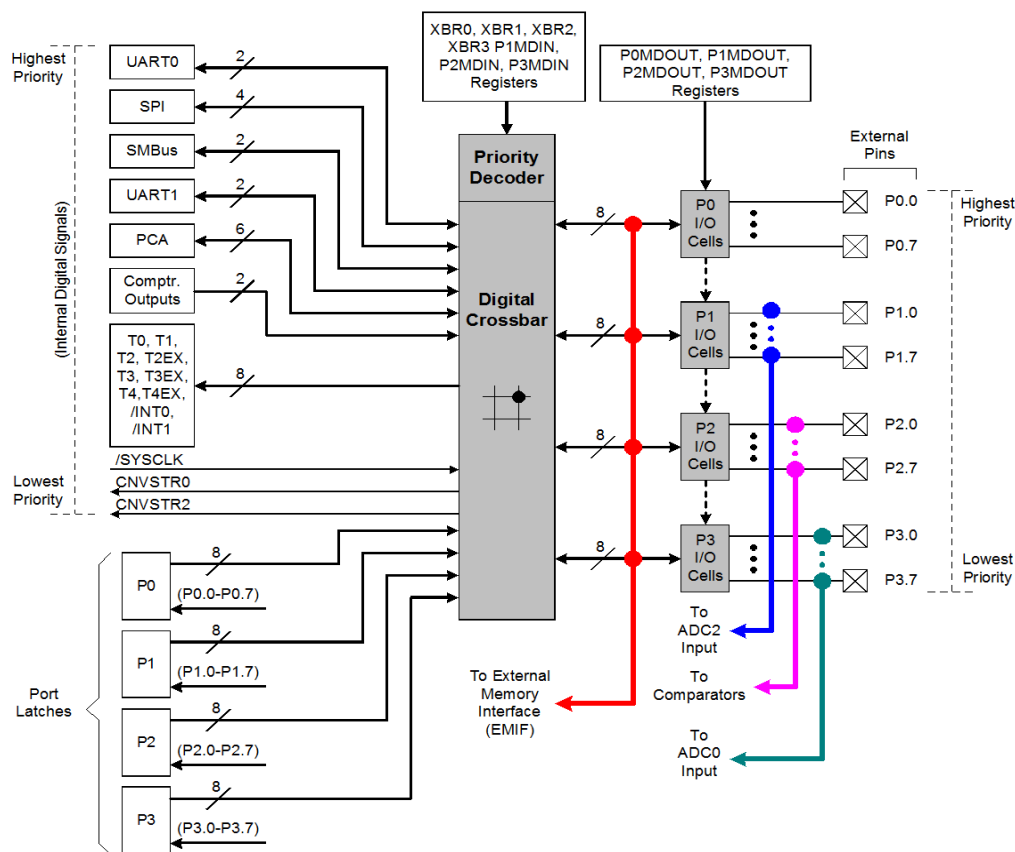 XBR0, XBR1, XBR2,
XBR3 P1MDIN,
P2MDIN, P3MDIN
Registers
P0MDOUT, P1MDOUT,
P2MDOUT, P3MDOUT
Registers
Highest
Priority
(Internal Digital Signals)
Lowest
Priority
UART0
2
SPI
4
SMBus
2
UART1
2
PCA
6
Comptr.
Outputs
2
T0, T1,
T2, T2EX,
T3, T3EX,
T4,T4EX,
/INT0,
/INT1
8
/SYSCLK
CNVSTR0
CNVSTR2
Port
Latches
P0
8
(P0.0-P0.7)
P1
8
(P1.0-P1.7)
P2
8
(P2.0-P2.7)
P3
8
(P3.0-P3.7)
Priority
Decoder
Digital
Crossbar
8
8
8
8
P0
I/O
Cells
P1
I/O
Cells
P2
I/O
Cells
P3
I/O
Cells
External
Pins
P0.0
P0.7
P1.0
P1.7
P2.0
P2.7
P3.0
P3.7
Highest
Priority
Lowest
Priority
To External
Memory
Interface
(EMIF)
To
ADC2
Input
To
Comparators
To
ADC0
Input